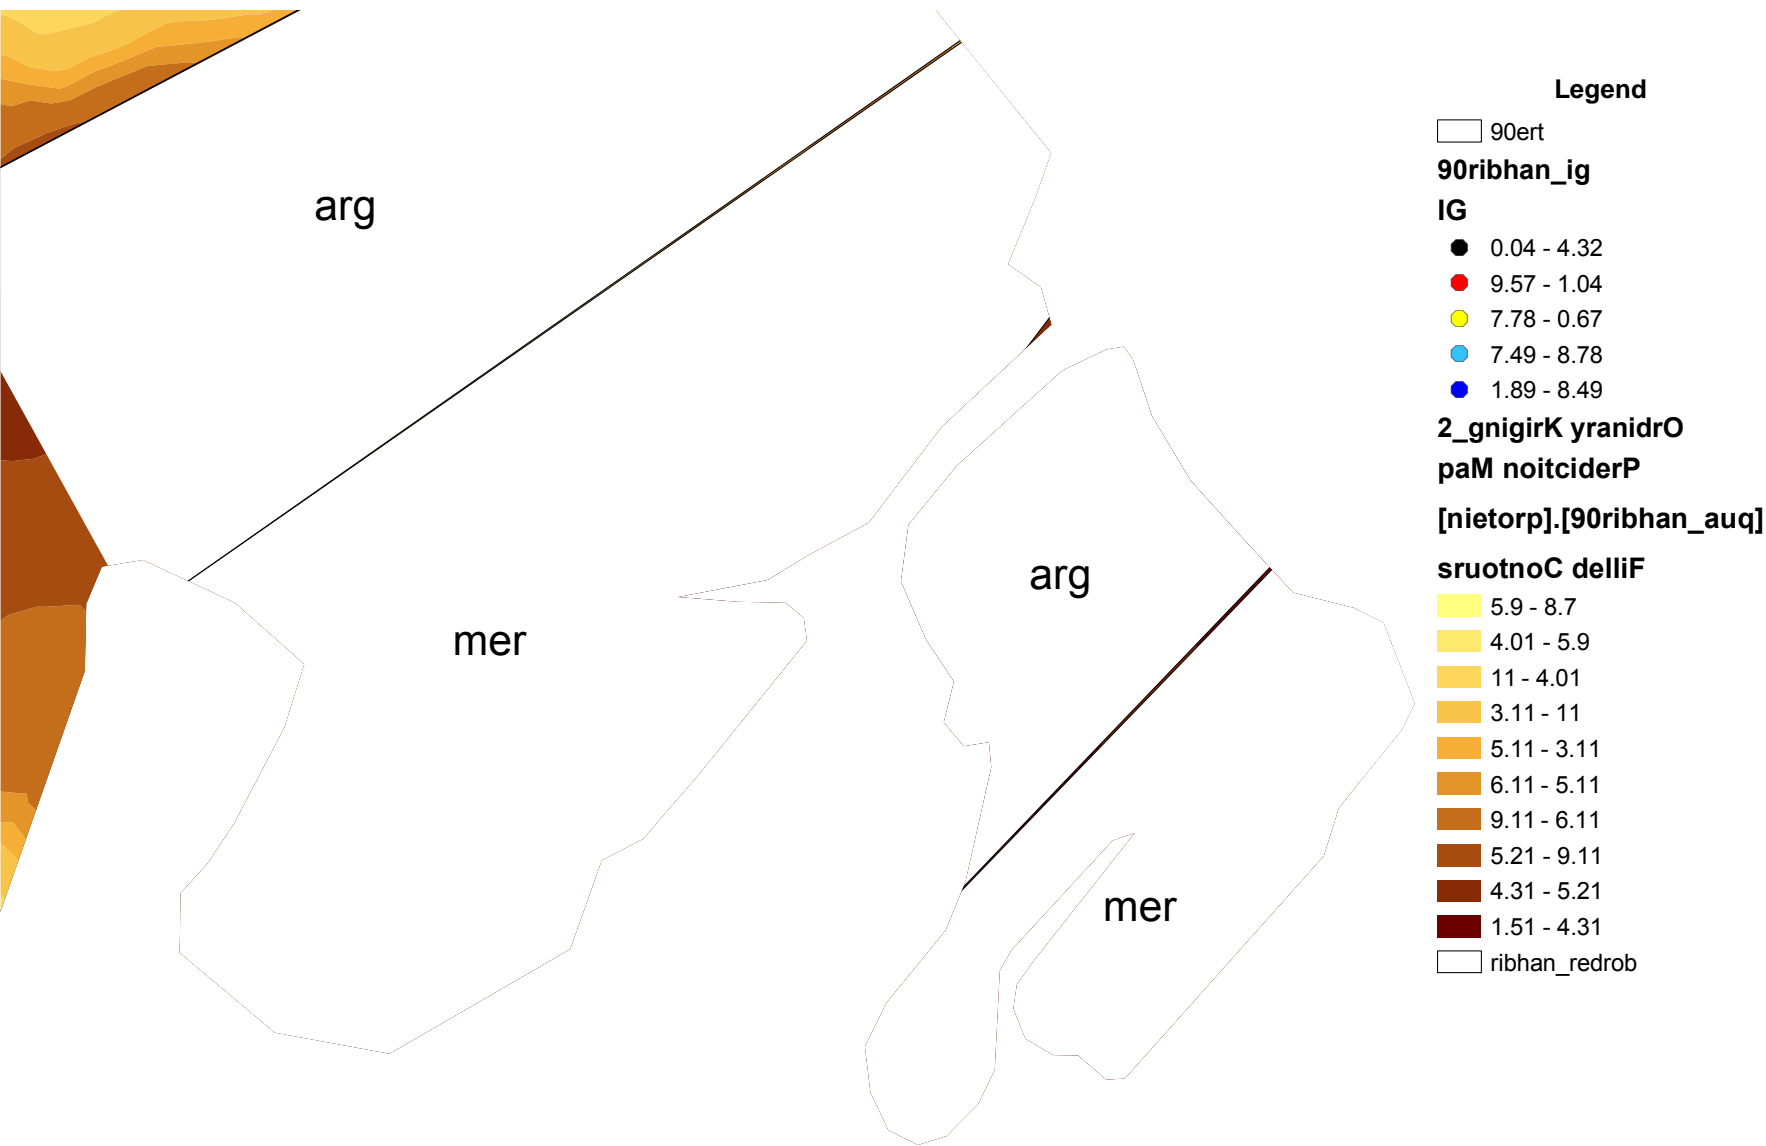 arg
mer
arg
mer
Legend
90ert
90ribhan_ig
IG
0.04 - 4.32
9.57 - 1.04
7.78 - 0.67
7.49 - 8.78
1.89 - 8.49
2_gnigirK yranidrO
paM noitciderP
[nietorp].[90ribhan_auq]
sruotnoC delliF
5.9 - 8.7
4.01 - 5.9
11 - 4.01
3.11 - 11
5.11 - 3.11
6.11 - 5.11
9.11 - 6.11
5.21 - 9.11
4.31 - 5.21
1.51 - 4.31
ribhan_redrob